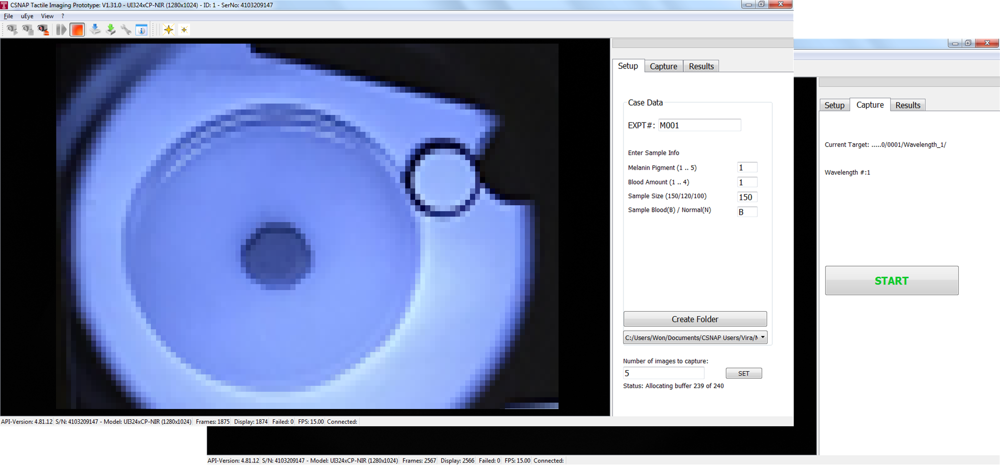 CSNAP Tactile Imaging Prototype: V1.31.0 - UI324xCP-NIR (1280x1024) - ID: 1 - SerNo: 4103209147
File uEye View ?
Setup Capture Results
Case Data
EXPT#: M001
Enter Sample Info
Melanin Pigment (1 .. 5) 1
Blood Amount (1 .. 4) 1
Sample Size (150/120/100) 150
Sample Blood(B) / Normal(N) B
Create Folder
C:/Users/Won/Documents/CSNAP Users/Vira/
Number of images to capture:
5 SET
Status: Allocating buffer 239 of 240
API-Version: 4.81.12 S/N: 4103209147 - Model: UI324xCP-NIR (1280x1024) Frames: 1875 Display: 1874 Failed: 0 FPS: 15.00 Connected:
Setup Capture Results
Current Target: .....0/0001/Wavelength_1/
Wavelength #:1
START
API-Version: 4.81.12 S/N: 4103209147 - Model: UI324xCP-NIR (1280x1024) Frames: 2567 Display: 2566 Failed: 0 FPS: 15.00 Connected: